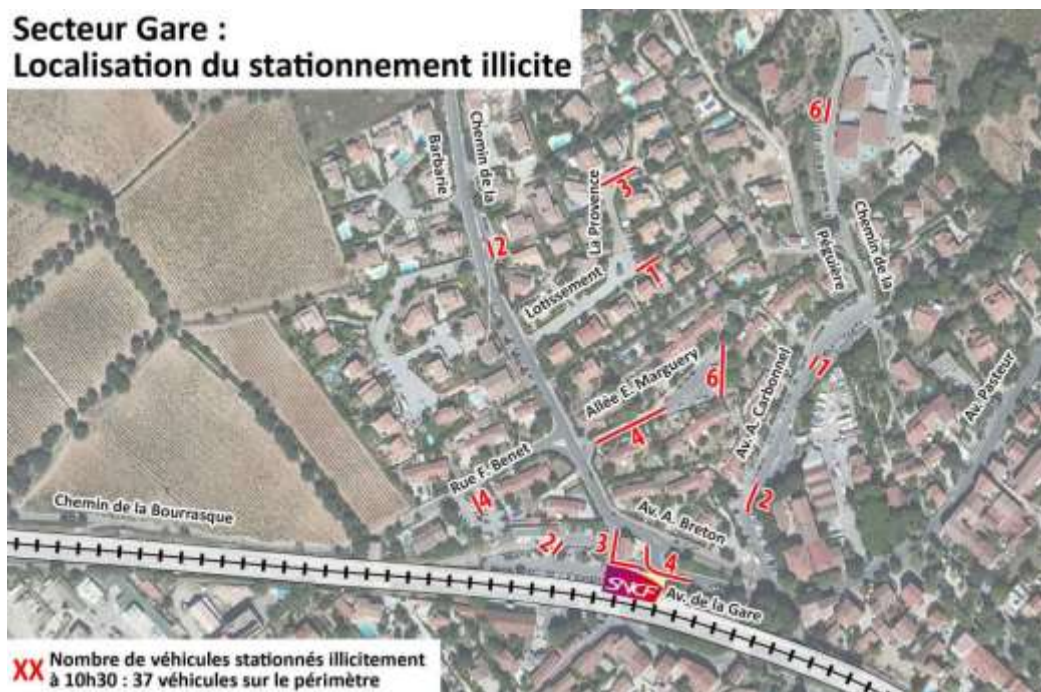 Secteur Gare :
Localisation du stationnement illicite
6
Chemin de la
Barbarie
3
La Provence
2
Chemin de la
Péguière
1
Lotissement
1
Allée E. Marguery
6
Av. A. Carbonnel
Av. Pasteur
4
Rue F. Benet
4
2
Chemin de la Bourrasque
Av. A. Breton
2
3
4
SNCF
Av. de la Gare
XX Nombre de véhicules stationnés illicitement
à 10h30 : 37 véhicules sur le périmètre